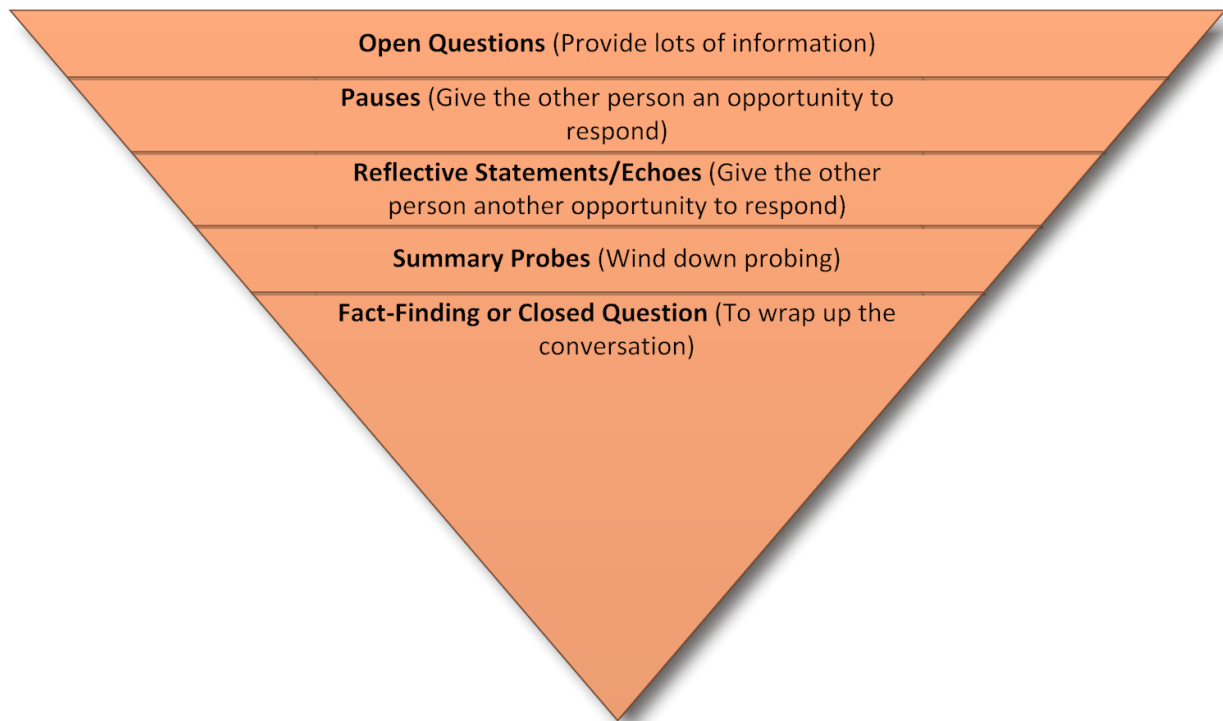 Open Questions (Provide lots of information)
Pauses (Give the other person an opportunity to
respond)
Reflective Statements/Echoes (Give the other
person another opportunity to respond)
Summary Probes (Wind down probing)
Fact-Finding or Closed Question (To wrap up the
conversation)